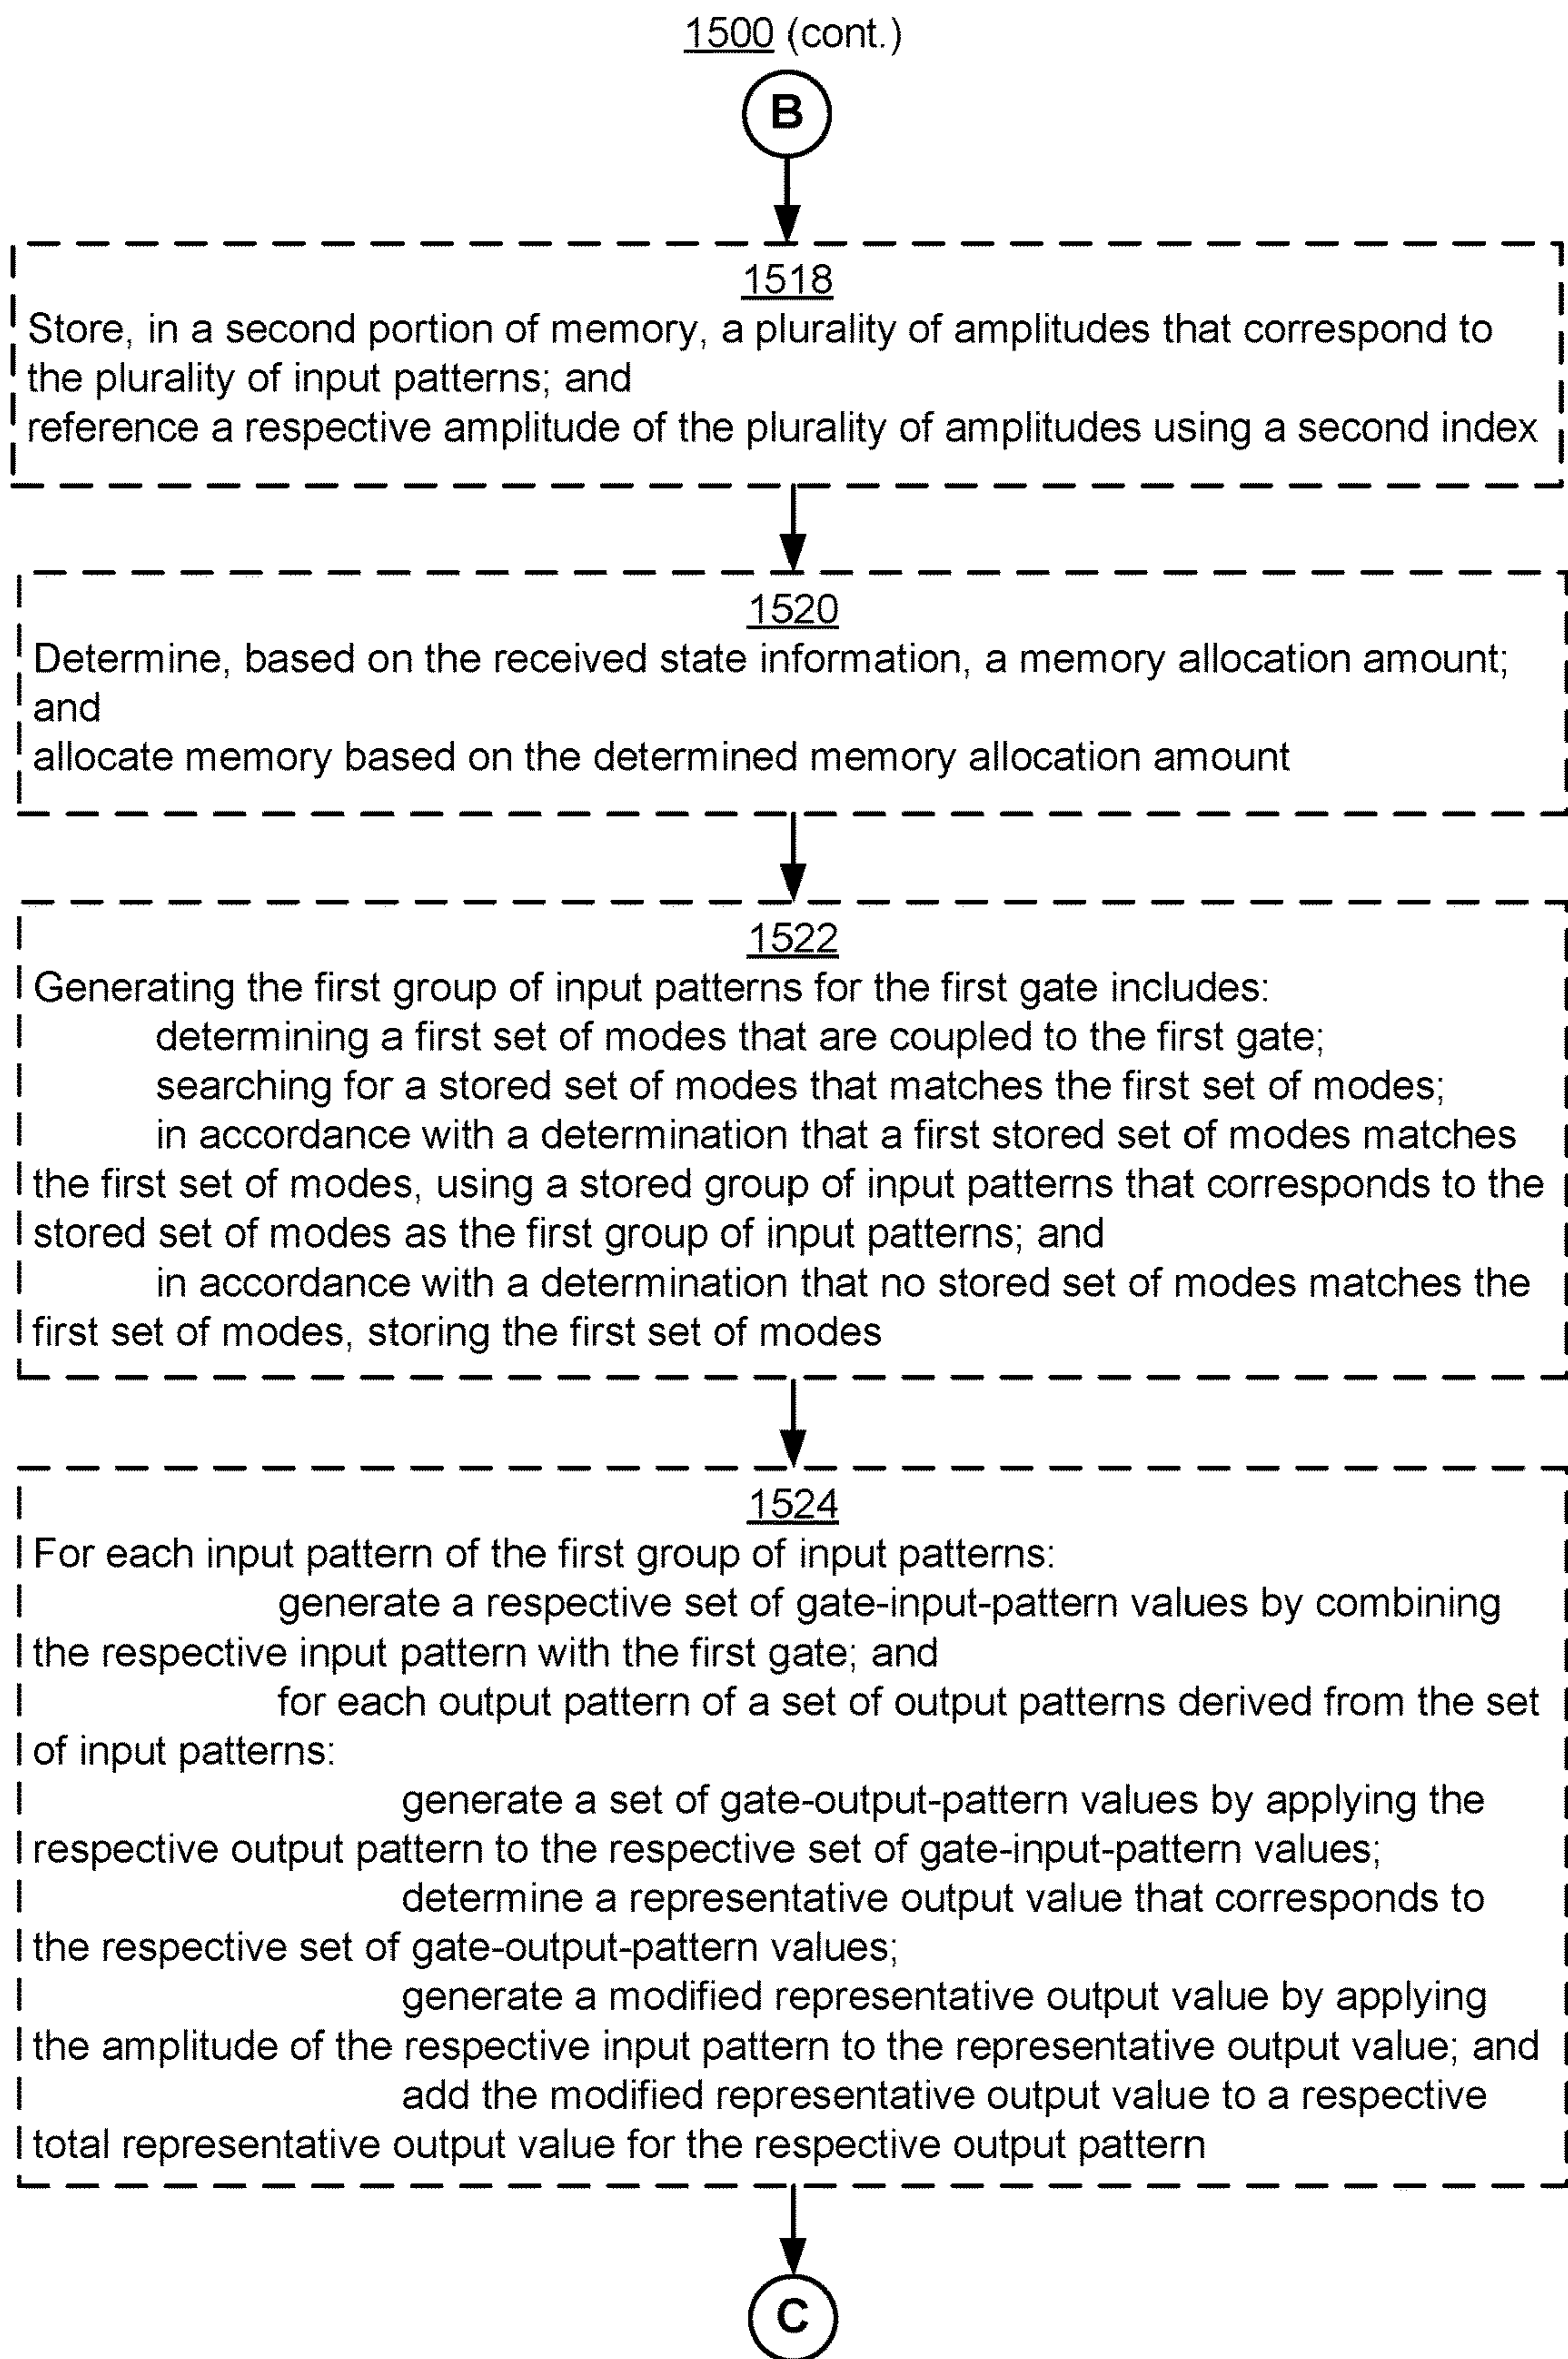 1500 (cont.)
B
1518
Store, in a second portion of memory, a plurality of amplitudes that correspond to
the plurality of input patterns; and
reference a respective amplitude of the plurality of amplitudes using a second index
1520
Determine, based on the received state information, a memory allocation amount;
and
allocate memory based on the determined memory allocation amount
1522
Generating the first group of input patterns for the first gate includes:
determining a first set of modes that are coupled to the first gate;
searching for a stored set of modes that matches the first set of modes;
in accordance with a determination that a first stored set of modes matches
the first set of modes, using a stored group of input patterns that corresponds to the
stored set of modes as the first group of input patterns; and
in accordance with a determination that no stored set of modes matches the
first set of modes, storing the first set of modes
1524
For each input pattern of the first group of input patterns:
generate a respective set of gate-input-pattern values by combining
the respective input pattern with the first gate; and
for each output pattern of a set of output patterns derived from the set
of input patterns:
generate a set of gate-output-pattern values by applying the
respective output pattern to the respective set of gate-input-pattern values;
determine a representative output value that corresponds to
the respective set of gate-output-pattern values;
generate a modified representative output value by applying
the amplitude of the respective input pattern to the representative output value; and
add the modified representative output value to a respective
total representative output value for the respective output pattern
C